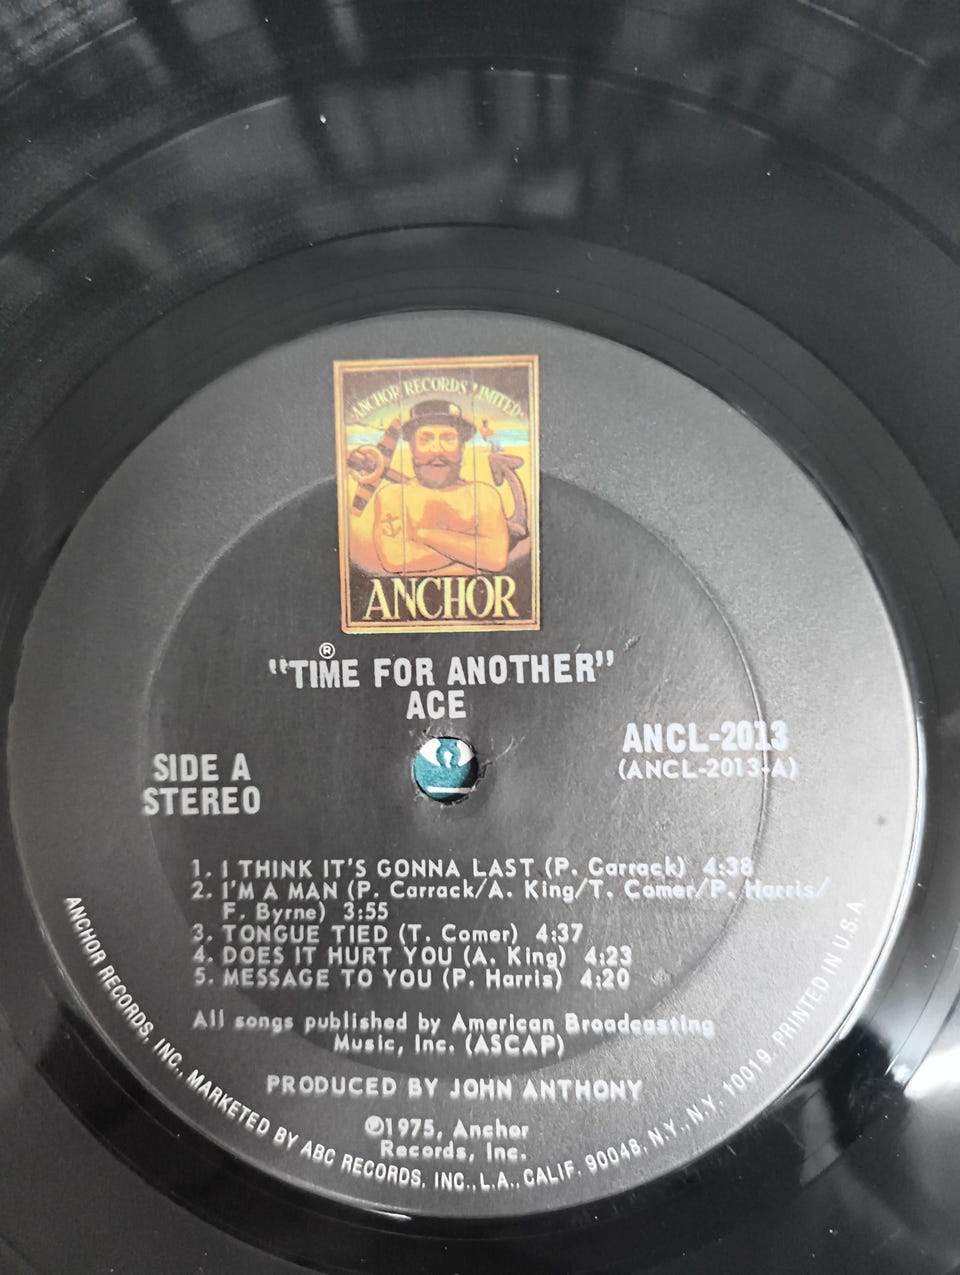 ANCHOR RECORDS LIMITED
ANCHOR
®
"TIME FOR ANOTHER"
ACE
SIDE A
STEREO
ANCL-2013
(ANCL-2013-A)
1. I THINK IT'S GONNA LAST (P. Carrack) 4:38
2. I'M A MAN (P. Carrack/A. King/T. Comer/P. Harris/
F. Byrne) 3:55
3. TONGUE TIED (T. Comer) 4:37
4. DOES IT HURT YOU (A. King) 4:23
5. MESSAGE TO YOU (P. Harris) 4:20
All songs published by American Broadcasting
Music, Inc. (ASCAP)
PRODUCED BY JOHN ANTHONY
℗1975, Anchor
Records, Inc.
ANCHOR RECORDS, INC., MARKETED BY ABC RECORDS, INC., L.A., CALIF. 90048, N.Y., N.Y. 10019. PRINTED IN U.S.A.